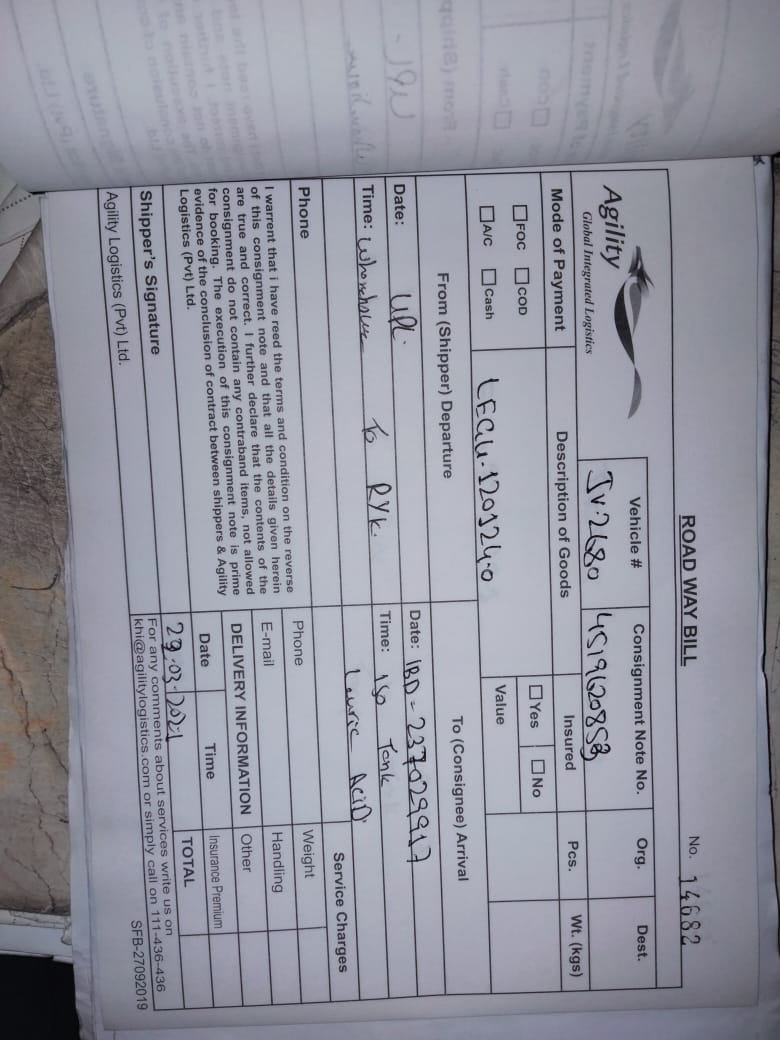 ROAD WAY BILL
No. 14682
Agility
Global Integrated Logistics
Vehicle #
JV-2680
Consignment Note No.
4519620853
Org.
Dest.
Mode of Payment
FOC COD
A/C Cash
Description of Goods
LEGU-120124-0
Insured
Yes No
Value
Pcs.
Wt. (kgs)
From (Shipper) Departure
Date: UPL.
Time: To RYK.
Phone
To (Consignee) Arrival
Date: IBD-237029917
Time: ISO Tank
Lauric AciD
Phone
E-mail
Service Charges
Weight
Handling
Other
Insurance Premium
TOTAL
I warrent that i have reed the terms and condition on the reverse
of this consignment note and that all the details given herein
are true and correct. I further declare that the contents of the
consignment do not contain any contraband items, not allowed
for booking. The execution of this consignment note is prime
evidence of the conclusion of contract between shippers & Agility
Logistics (Pvt) Ltd.
DELIVERY INFORMATION
Date Time
29-03-2021
Shipper's Signature
Agility Logistics (Pvt) Ltd.
For any comments about services write us on
khi@agilitylogistics.com or simply call on 111-436-436
SFB-27092019